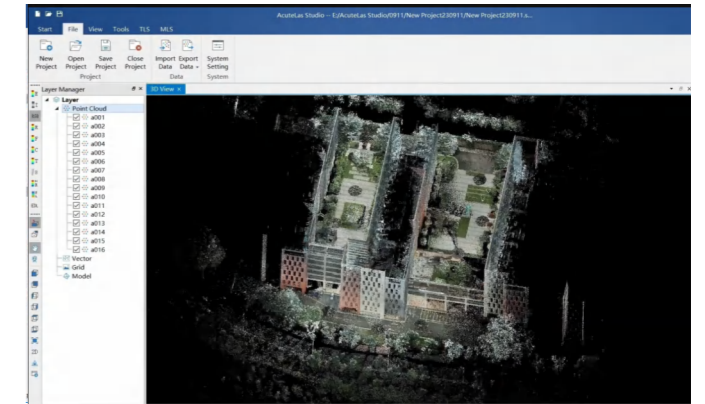 AcuteLas Studio -- E:/AcuteLas Studio/0911/New Project230911/New Project230911.s...
Start File View Tools TLS MLS
New Project Open Project Save Project Close Project Import Data Export Data System Setting
Project Data System
Layer Manager
3D View
Layer
Point Cloud
a001
a002
a003
a004
a005
a006
a007
a008
a009
a010
a011
a012
a013
a014
a015
a016
Vector
Grid
Model
2D